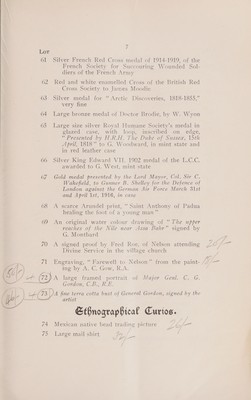 3
Lot
61 Silver French Red Cross medal of 1914-1919, of the
French Society for Succouring Wounded Sol-
diers of the French Army
62 Red and white enamelled Cross of the British Red
Cross Society to James Moodie
63 Silver medal for "Arctic Discoveries, 1818-1855,"
very fine
64 Large bronze medal of Doctor Brodie, by W. Wyon
65 Large size silver Royal Humane Society's medal in
glazed case, with loop, inscribed on edge,
"Presented by H.R.H. The Duke of Sussex, 15th
April, 1818" to G. Woodward, in mint state and
in red leather case
66 Silver King Edward VII. 1902 medal of the L.C.C.
awarded to G. West, mint state
67 Gold medal presented by the Lord Mayor, Col. Sir C.
Wakefield, to Gunner R. Shelley for the Defence of
London against the German Air Force March 31st
and April 1st, 1916, in case
68 A scarce Arundel print, "Saint Anthony of Padua
healing the foot of a young man"
69 An original water colour drawing of "The upper
reaches of the Nile near Assu Dahr" signed by
G. Montbard
70 A signed proof by Fred Roe, of Nelson attending
Divine Service in the village church
71 Engraving, "Farewell to Nelson" from the paint-
ing by A. C. Gow, R.A.
72 A large framed portrait of Major Genl. C. G.
Gordon, C.B., R.E.
73 A fine terra cotta bust of General Gordon, signed by the
artist
Ethnographical Curios.
74 Mexican native bead trading picture
75 Large mail shirt